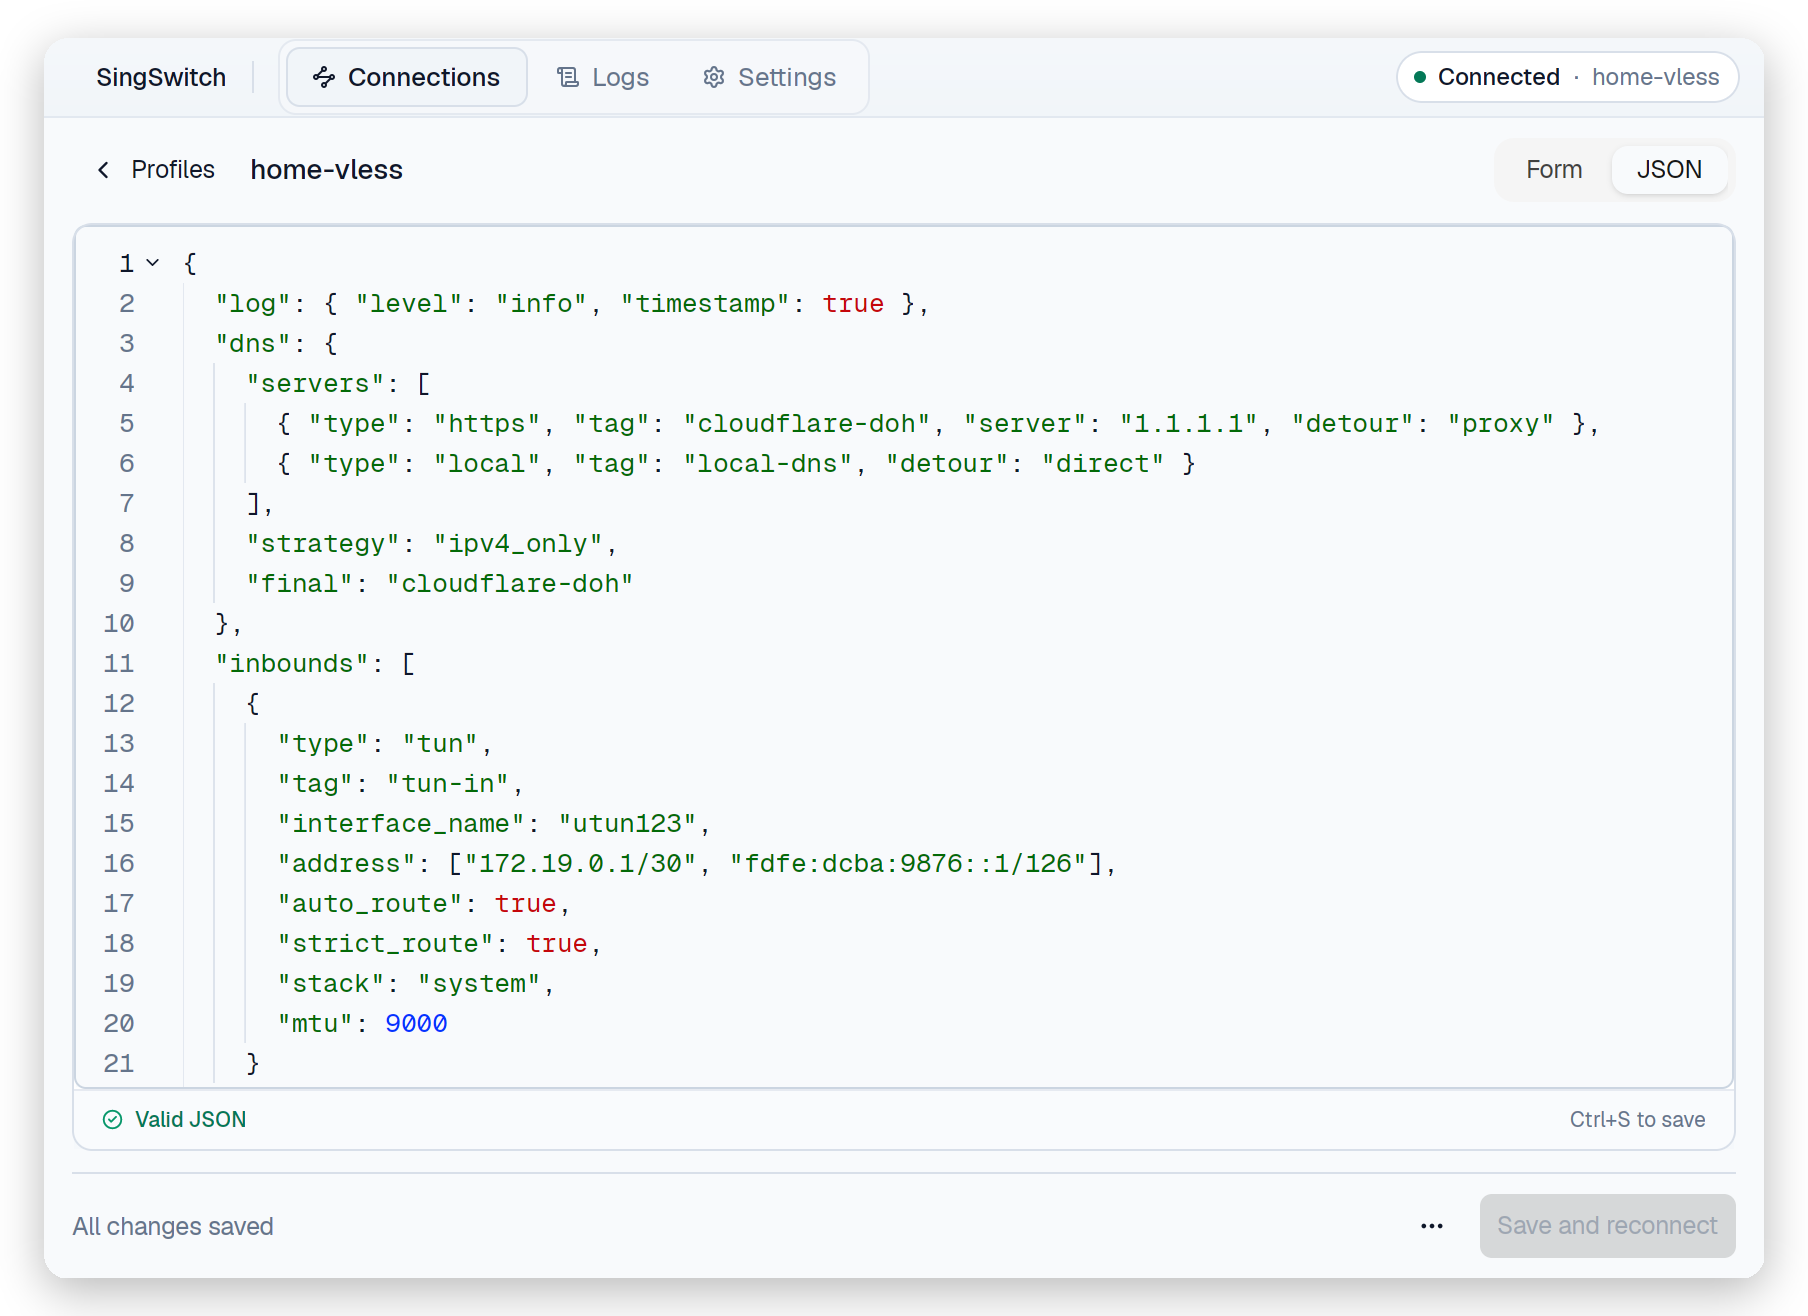 SingSwitch
Connections
Logs
Settings
Connected · home-vless
Profiles
home-vless
Form
JSON
1 {
2   "log": { "level": "info", "timestamp": true },
3   "dns": {
4     "servers": [
5       { "type": "https", "tag": "cloudflare-doh", "server": "1.1.1.1", "detour": "proxy" },
6       { "type": "local", "tag": "local-dns", "detour": "direct" }
7     ],
8     "strategy": "ipv4_only",
9     "final": "cloudflare-doh"
10   },
11   "inbounds": [
12     {
13       "type": "tun",
14       "tag": "tun-in",
15       "interface_name": "utun123",
16       "address": ["172.19.0.1/30", "fdfe:dcba:9876::1/126"],
17       "auto_route": true,
18       "strict_route": true,
19       "stack": "system",
20       "mtu": 9000
21     }
Valid JSON
Ctrl+S to save
All changes saved
Save and reconnect